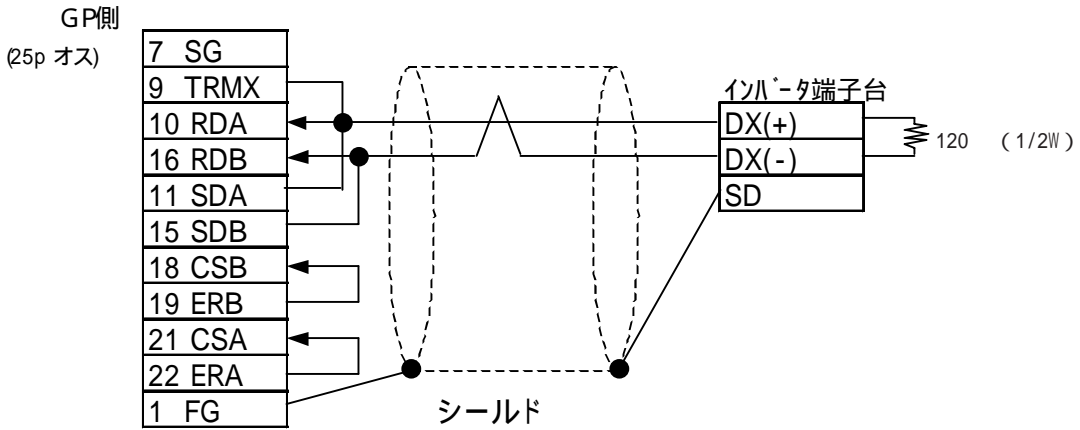 GP側
(25p オス)
7 SG
9 TRMX
10 RDA
16 RDB
11 SDA
15 SDB
18 CSB
19 ERB
21 CSA
22 ERA
1 FG
シールド
インバータ端子台
DX(+)
DX(-)
SD
120 (1/2W)